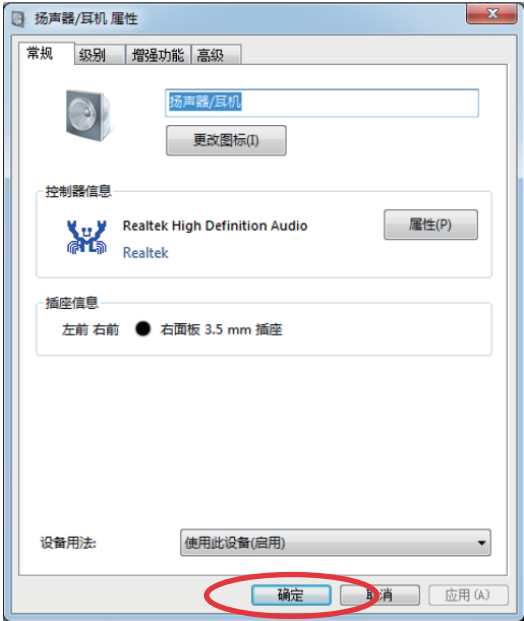 扬声器/耳机 属性
常规 级别 增强功能 高级
扬声器/耳机
更改图标(I)
控制器信息
Realtek High Definition Audio
属性(P)
Realtek
插座信息
左前 右前 右面板 3.5 mm 插座
设备用法:
使用此设备(启用)
确定 取消 应用(A)